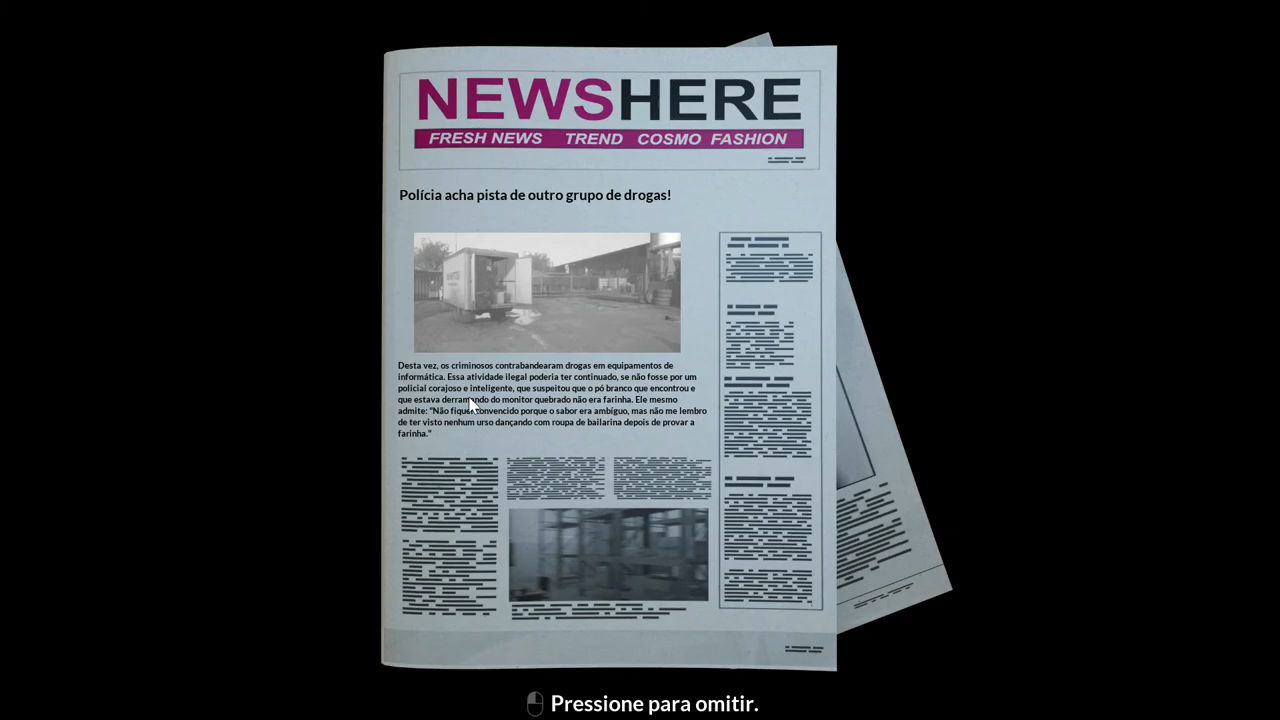 NEWSHERE
FRESH NEWS TREND COSMO FASHION
Polícia acha pista de outro grupo de drogas!
Desta vez, os criminosos contrabandearam drogas em equipamentos de
informática. Essa atividade ilegal poderia ter continuado, se não fosse por um
policial corajoso e inteligente, que suspeitou que o pó branco que encontrou e
que estava derramando do monitor quebrado não era farinha. Ele mesmo
admite: "Não fiquei convencido porque o sabor era ambíguo, mas não me lembro
de ter visto nenhum urso dançando com roupa de bailarina depois de provar a
farinha."
Pressione para omitir.